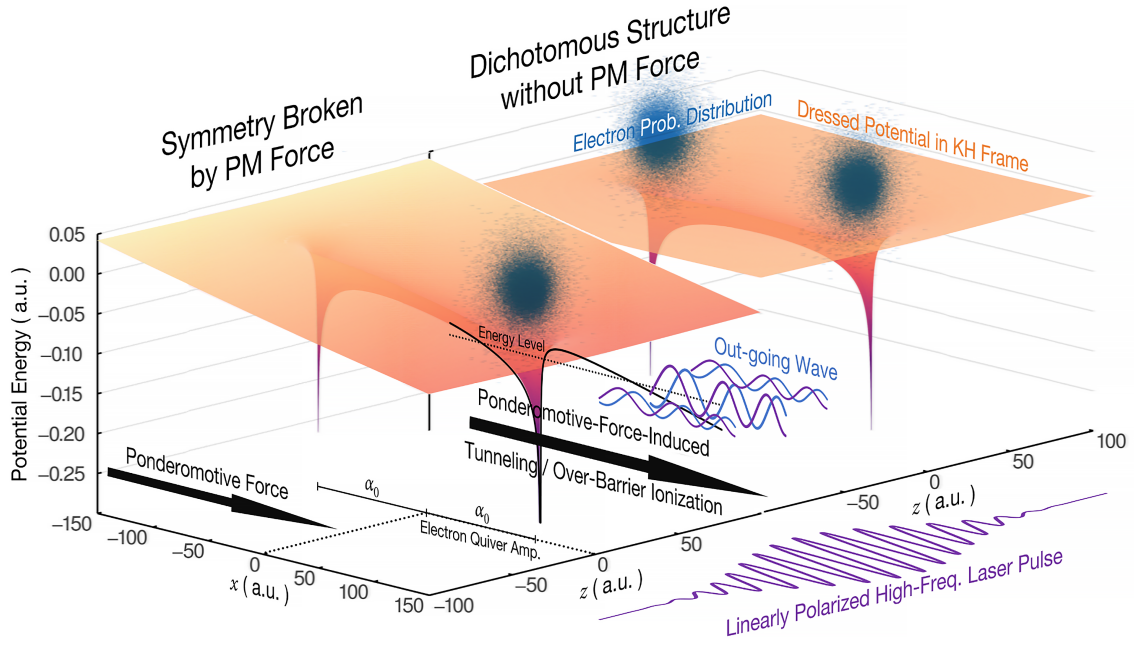 Dichotomous Structure
without PM Force
Symmetry Broken
by PM Force
Electron Prob. Distribution
Dressed Potential in KH Frame
Potential Energy ( a.u. )
0.05
0.00
−0.05
−0.10
−0.15
−0.20
−0.25
Energy Level
Out-going Wave
Ponderomotive-Force-Induced
Tunneling / Over-Barrier Ionization
Ponderomotive Force
α0
α0
Electron Quiver Amp.
−150
−100
−50
0
50
100
150
x ( a.u. )
−100
−50
0
50
z ( a.u. )
−50
0
50
100
z ( a.u. )
Linearly Polarized High-Freq. Laser Pulse